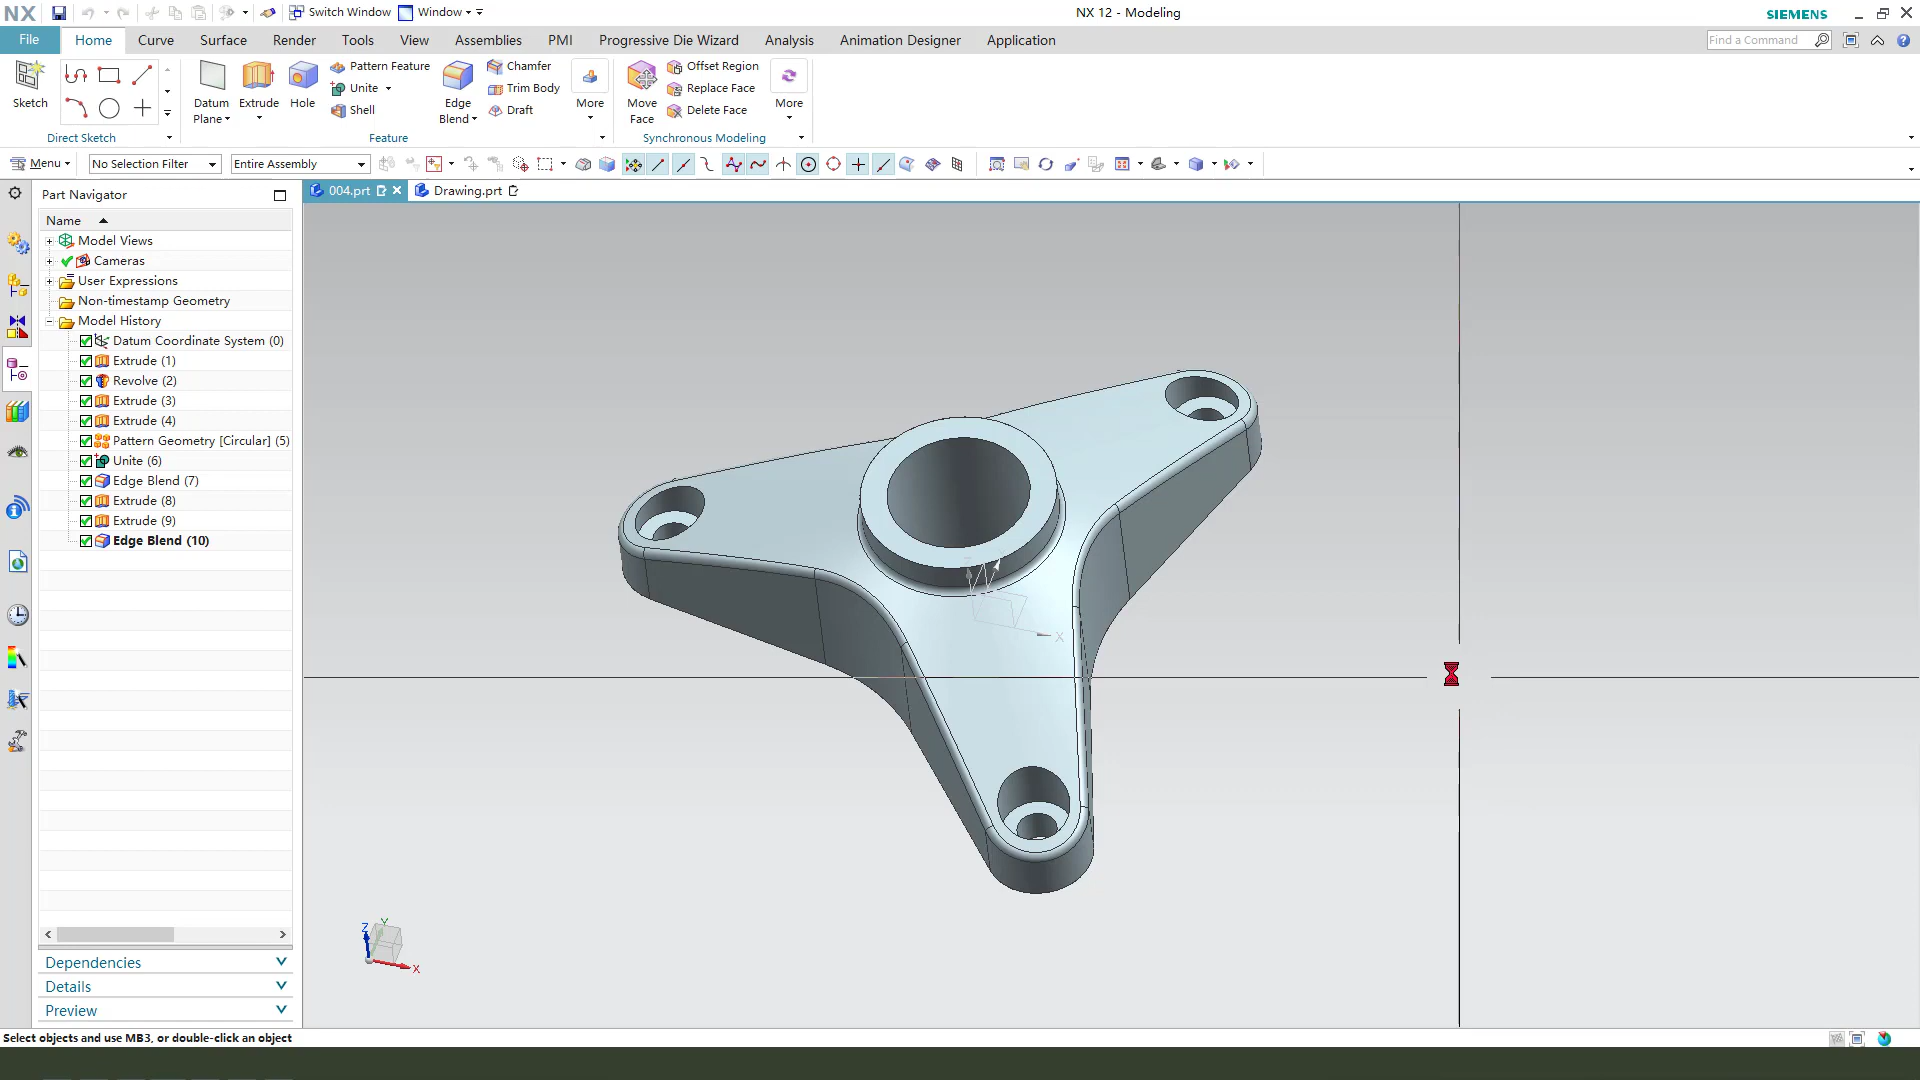 NX Switch Window Window NX 12 - Modeling SIEMENS
File Home Curve Surface Render Tools View Assemblies PMI Progressive Die Wizard Analysis Animation Designer Application Find a Command
Sketch
Direct Sketch
Datum Plane
Extrude
Hole
Pattern Feature
Unite
Shell
Edge Blend
Chamfer
Trim Body
Draft
More
Feature
Move Face
Offset Region
Replace Face
Delete Face
More
Synchronous Modeling
Menu No Selection Filter Entire Assembly
Part Navigator
004.prt Drawing.prt
Name
Model Views
Cameras
User Expressions
Non-timestamp Geometry
Model History
Datum Coordinate System (0)
Extrude (1)
Revolve (2)
Extrude (3)
Extrude (4)
Pattern Geometry [Circular] (5)
Unite (6)
Edge Blend (7)
Extrude (8)
Extrude (9)
Edge Blend (10)
X
Z Y
X
Dependencies
Details
Preview
Select objects and use MB3, or double-click an object